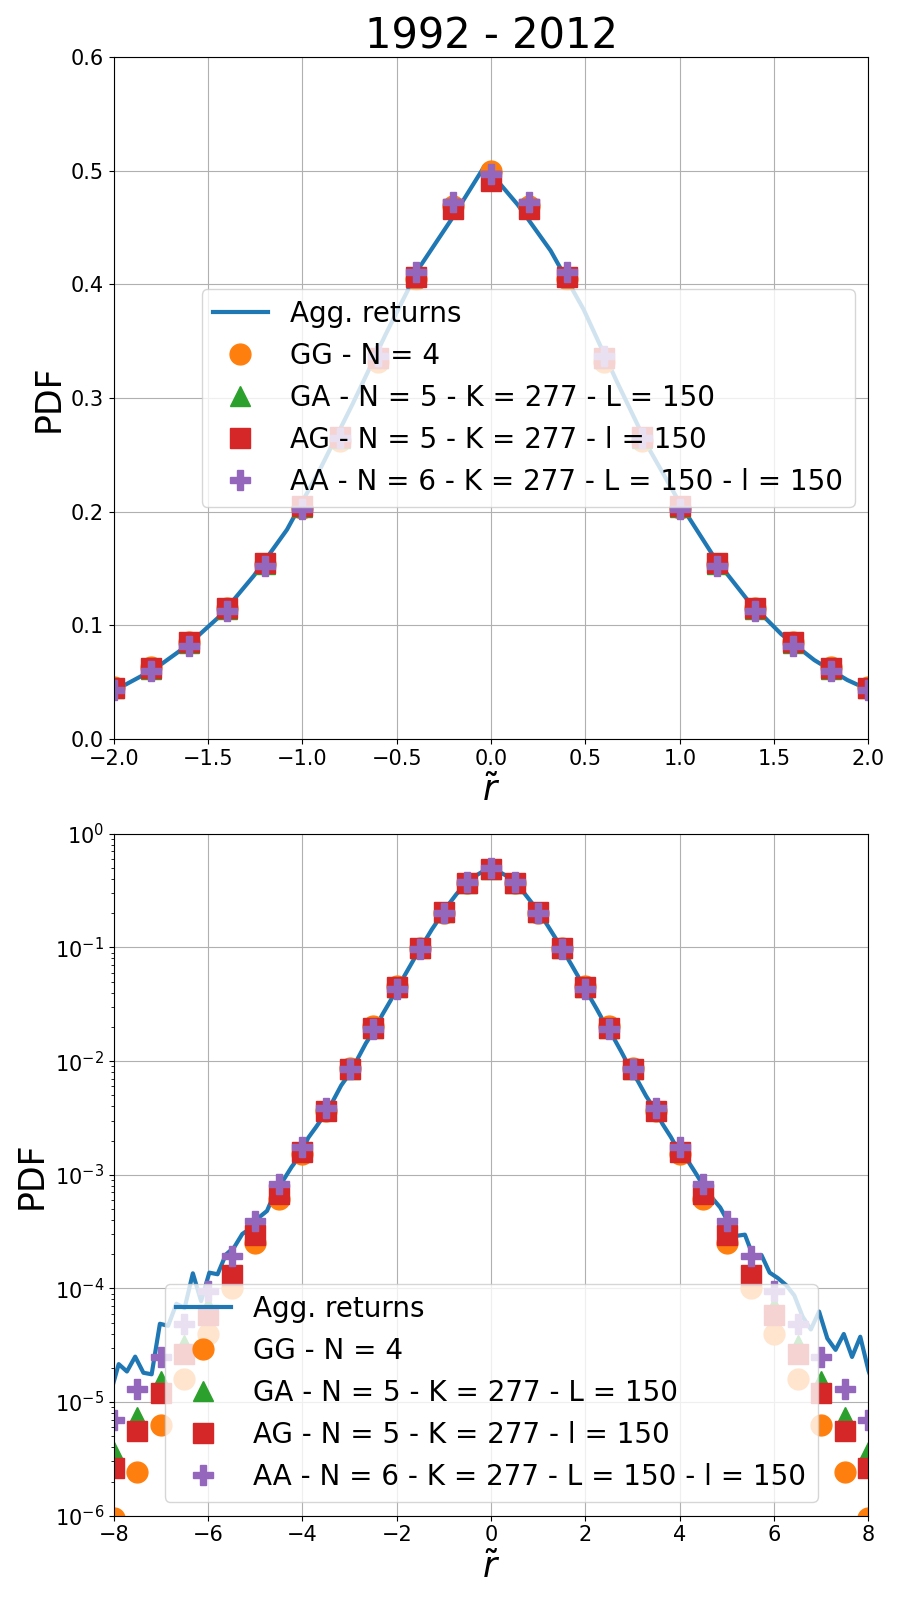 1992 - 2012
0.6
0.5
0.4
0.3
0.2
0.1
0.0
PDF
Agg. returns
GG - N = 4
GA - N = 5 - K = 277 - L = 150
AG - N = 5 - K = 277 - l = 150
AA - N = 6 - K = 277 - L = 150 - l = 150
−2.0 −1.5 −1.0 −0.5 0.0 0.5 1.0 1.5 2.0
r̃
10⁰
10⁻¹
10⁻²
10⁻³
10⁻⁴
10⁻⁵
10⁻⁶
PDF
Agg. returns
GG - N = 4
GA - N = 5 - K = 277 - L = 150
AG - N = 5 - K = 277 - l = 150
AA - N = 6 - K = 277 - L = 150 - l = 150
−8 −6 −4 −2 0 2 4 6 8
r̃